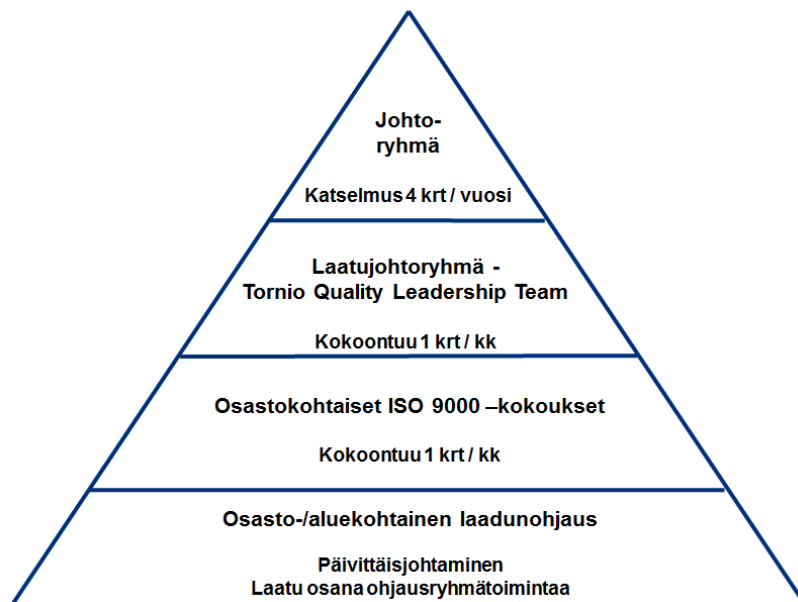 Johto-
ryhmä
Katselmus 4 krt / vuosi
Laatujohtoryhmä -
Tornio Quality Leadership Team
Kokoontuu 1 krt / kk
Osastokohtaiset ISO 9000 –kokoukset
Kokoontuu 1 krt / kk
Osasto-/aluekohtainen laadunohjaus
Päivittäisjohtaminen
Laatu osana ohjausryhmätoimintaa